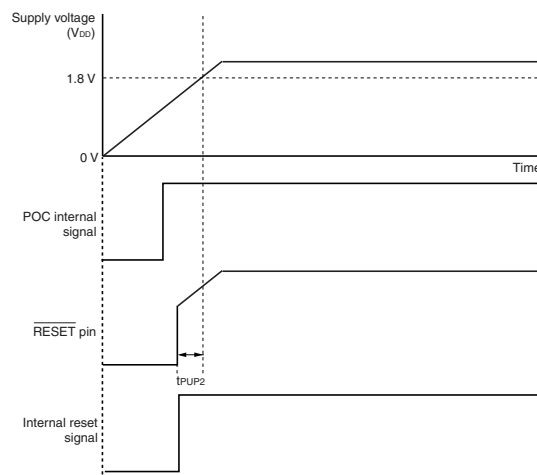 Supply voltage
(VDD)
1.8 V
0 V
Time
POC internal
signal
RESET pin
tPUP2
Internal reset
signal